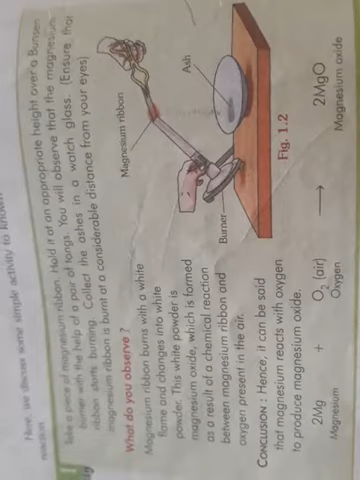 Here, we discuss some simple activity to known
reaction
Take a piece of magnesium ribbon. Hold it at an appropriate height over a Bunsen
burner with the help of a pair of tongs. You will observe that the magnesium
ribbon starts burning. Collect the ashes in a watch glass. (Ensure that
magnesium ribbon is burnt at a considerable distance from your eyes)
What do you observe ?
Magnesium ribbon burns with a white
flame and changes into white
powder. This white powder is
magnesium oxide, which is formed
as a result of a chemical reaction
between magnesium ribbon and
oxygen present in the air.
CONCLUSION : Hence, it can be said
that magnesium reacts with oxygen
to produce magnesium oxide.
Magnesium ribbon
Ash
Burner
Fig. 1.2
2Mg + O₂ (air) → 2MgO
Magnesium Oxygen Magnesium oxide